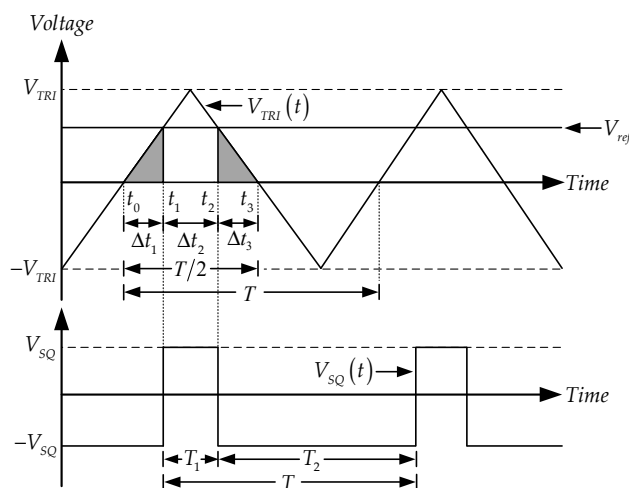 Voltage
V_TRI
V_TRI(t)
V_ref
Time
t_0 t_1 t_2 t_3
Δt_1 Δt_2 Δt_3
−V_TRI
T/2
T
V_SQ
V_SQ(t)
Time
−V_SQ
T_1 T_2
T